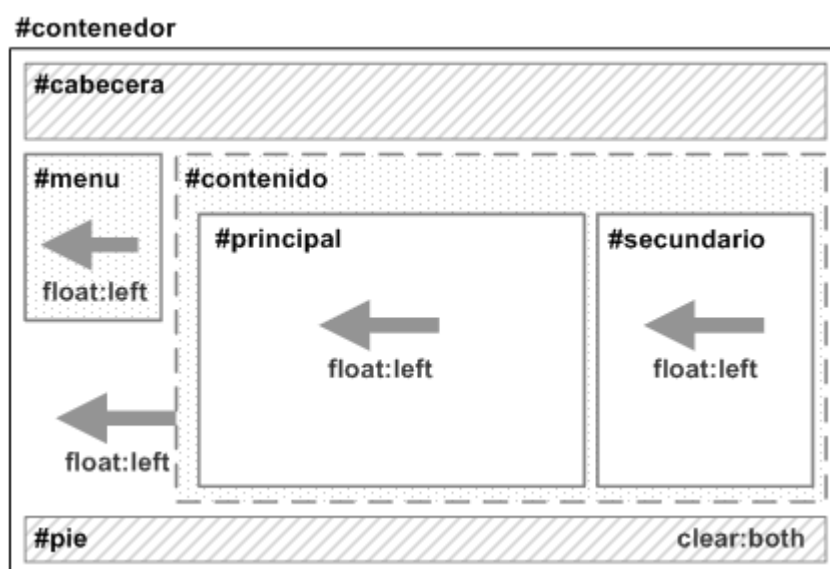 #contenedor
#cabecera
#menu
float:left
float:left
#contenido
#principal
float:left
#secundario
float:left
#pie
clear:both